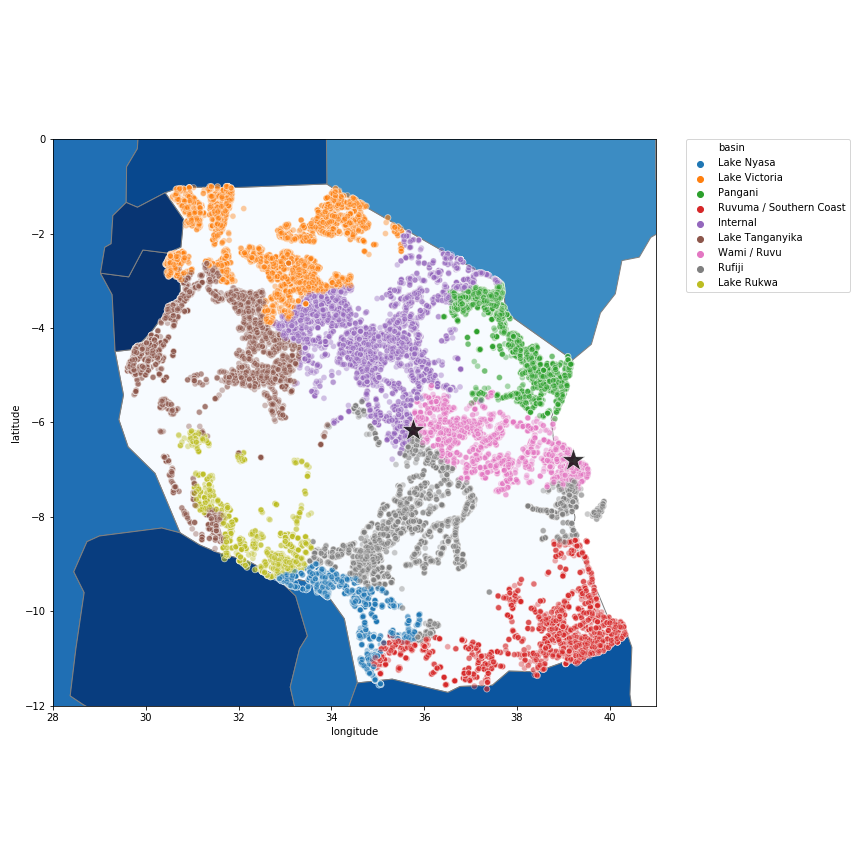 basin
Lake Nyasa
Lake Victoria
Pangani
Ruvuma / Southern Coast
Internal
Lake Tanganyika
Wami / Ruvu
Rufiji
Lake Rukwa
latitude
0
−2
−4
−6
−8
−10
−12
28
30
32
34
36
38
40
longitude